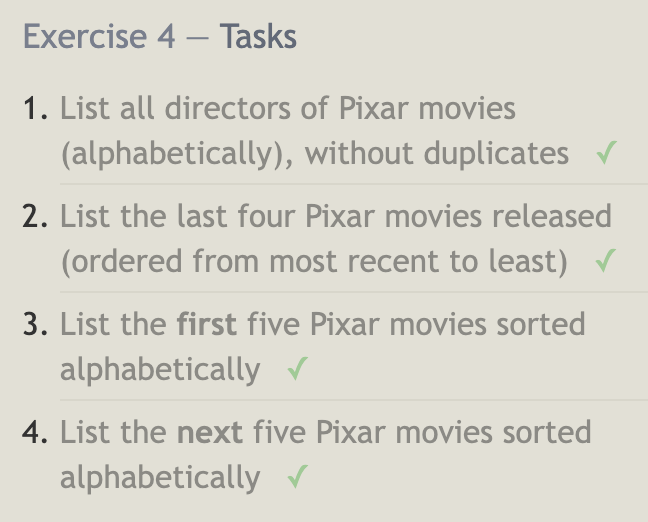 Exercise 4 — Tasks
1. List all directors of Pixar movies
(alphabetically), without duplicates ✓
2. List the last four Pixar movies released
(ordered from most recent to least) ✓
3. List the first five Pixar movies sorted
alphabetically ✓
4. List the next five Pixar movies sorted
alphabetically ✓